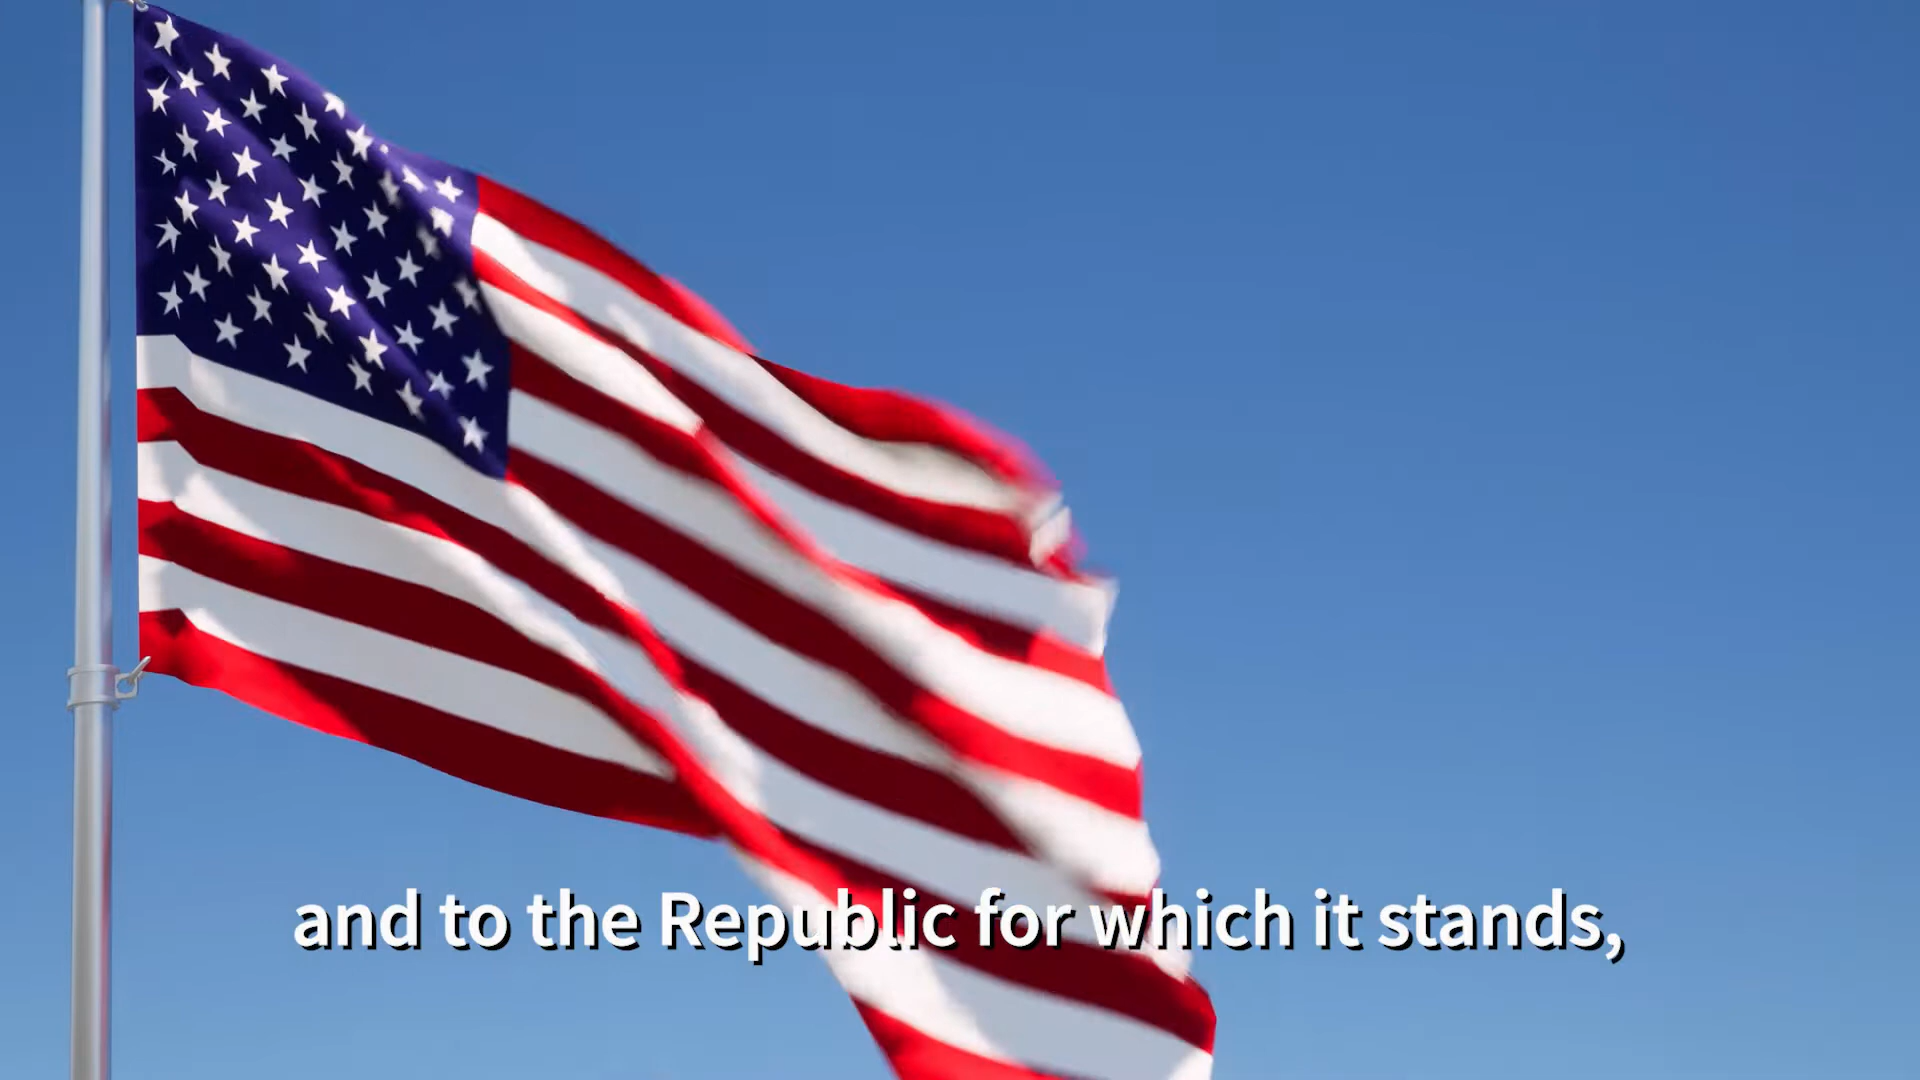 and to the Republic for which it stands,